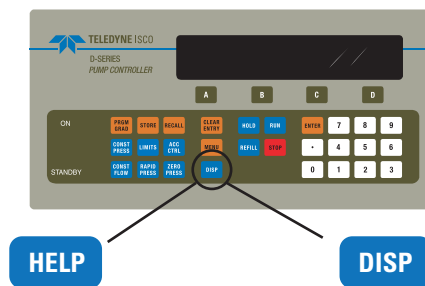 TELEDYNE ISCO
D-SERIES
PUMP CONTROLLER
A B C D
ON
PRGM GRAD STORE RECALL CLEAR ENTRY HOLD RUN ENTER 7 8 9
CONST PRESS LIMITS ACC CTRL MENU REFILL STOP . 4 5 6
STANDBY
CONST FLOW RAPID PRESS ZERO PRESS DISP 0 1 2 3
HELP DISP